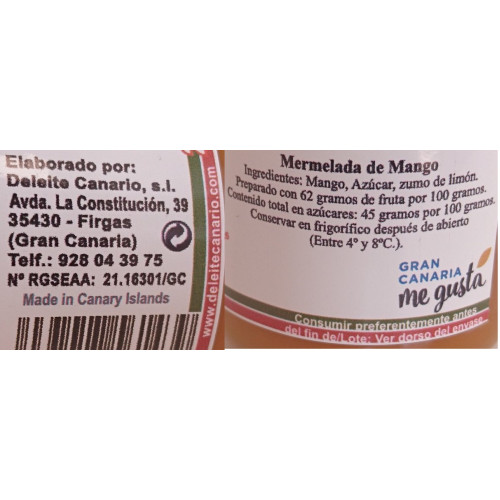 Elaborado por:
Deleite Canario, s.l.
Avda. La Constitución, 39
35430 - Firgas
(Gran Canaria)
Telf.: 928 04 39 75
Nº RGSEAA: 21.16301/GC
Made in Canary Islands
www.deleitecanario.com
Mermelada de Mango
Ingredientes: Mango, Azúcar, zumo de limón.
Preparado con 62 gramos de fruta por 100 gramos.
Contenido total en azúcares: 45 gramos por 100 gramos.
Conservar en frigorífico después de abierto
(Entre 4º y 8ºC.).
GRAN
CANARIA
me gusta
Consumir preferentemente antes
del fin de/Lote: Ver dorso del envase